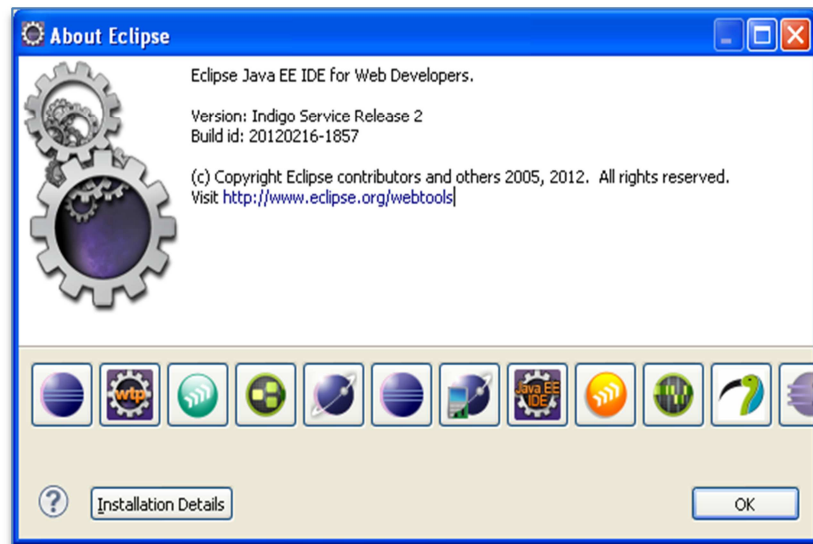 About Eclipse
Eclipse Java EE IDE for Web Developers.
Version: Indigo Service Release 2
Build id: 20120216-1857
(c) Copyright Eclipse contributors and others 2005, 2012.  All rights reserved.
Visit http://www.eclipse.org/webtools
wtp
Java EE
IDE
?
Installation Details
OK